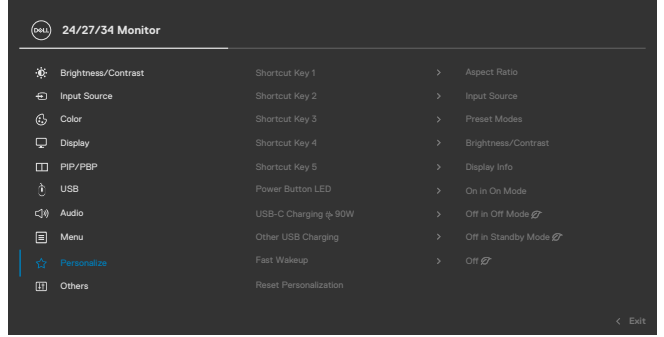 DELL 24/27/34 Monitor
Brightness/Contrast Shortcut Key 1 > Aspect Ratio
Input Source Shortcut Key 2 > Input Source
Color Shortcut Key 3 > Preset Modes
Display Shortcut Key 4 > Brightness/Contrast
PIP/PBP Shortcut Key 5 > Display Info
USB Power Button LED > On in On Mode
Audio USB-C Charging 90W > Off in Off Mode
Menu Other USB Charging > Off in Standby Mode
Personalize Fast Wakeup > Off
Others Reset Personalization
< Exit